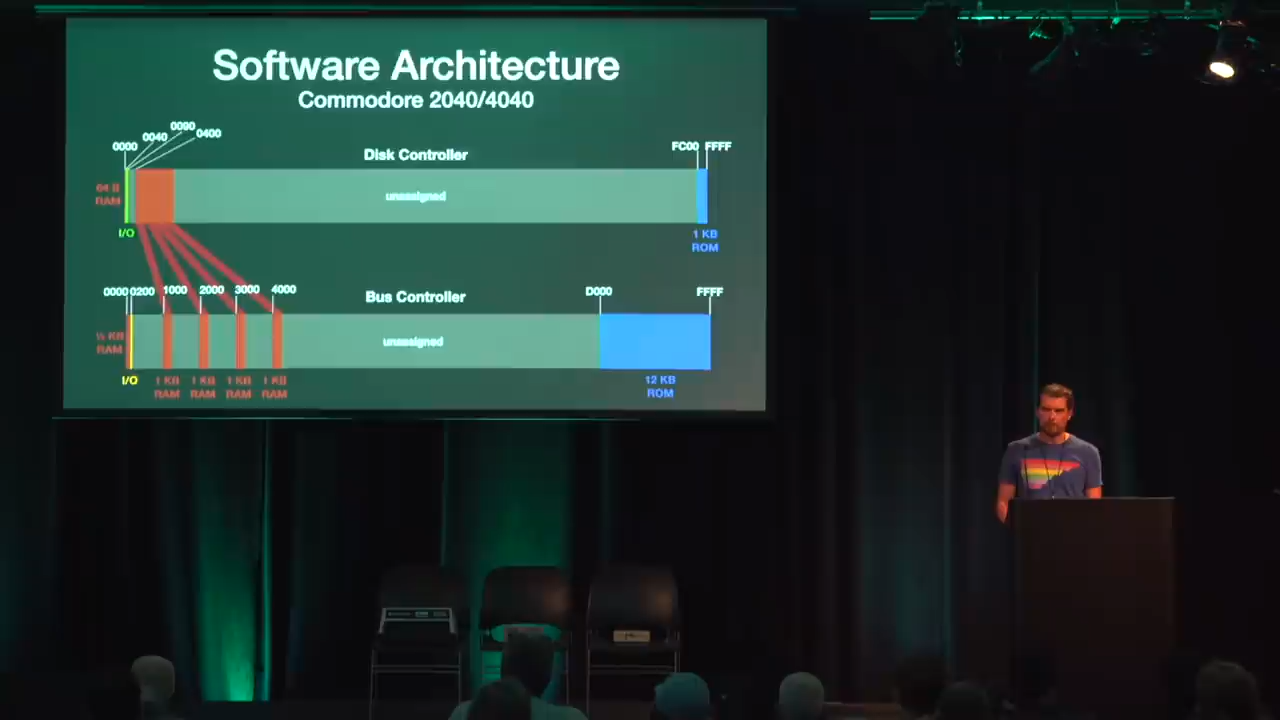 Software Architecture
Commodore 2040/4040
0000 0040 0090 0400
FC00 FFFF
Disk Controller
64 B
RAM
unassigned
I/O
1 KB
ROM
0000 0200 1000 2000 3000 4000
Bus Controller
D000
FFFF
½ KB
RAM
unassigned
I/O
1 KB
RAM
1 KB
RAM
1 KB
RAM
1 KB
RAM
12 KB
ROM